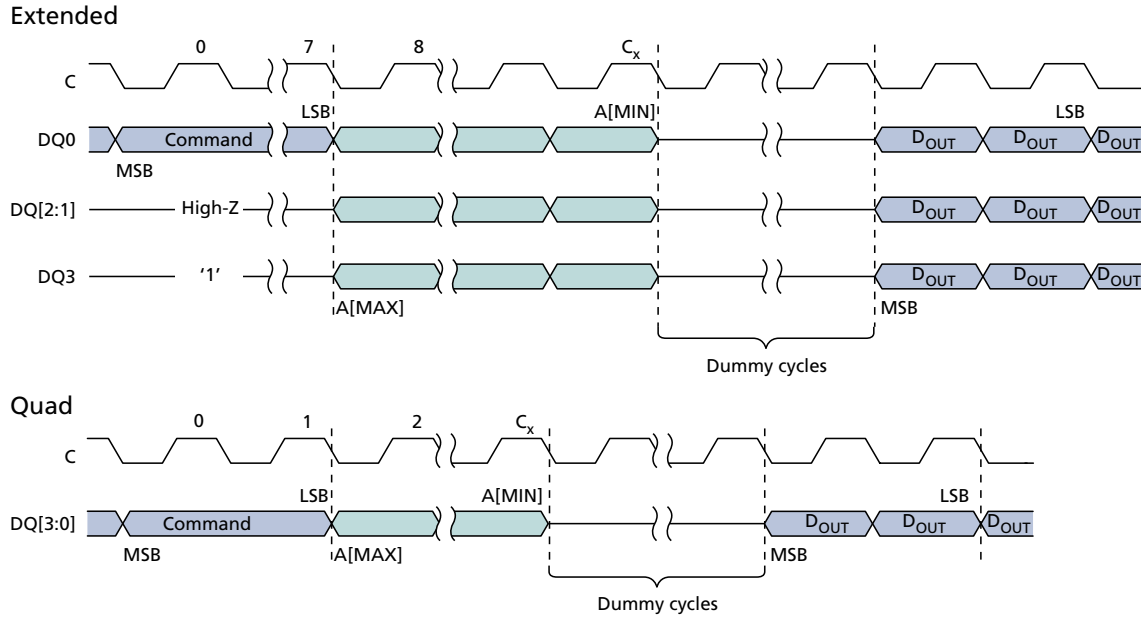 Extended
0 7 8 Cx
C
LSB A[MIN] LSB
DQ0 Command DOUT DOUT DOUT
MSB
DQ[2:1] High-Z DOUT DOUT DOUT
DQ3 '1' DOUT DOUT DOUT
A[MAX] MSB
Dummy cycles
Quad
0 1 2 Cx
C
LSB A[MIN] LSB
DQ[3:0] Command DOUT DOUT DOUT
MSB A[MAX] MSB
Dummy cycles